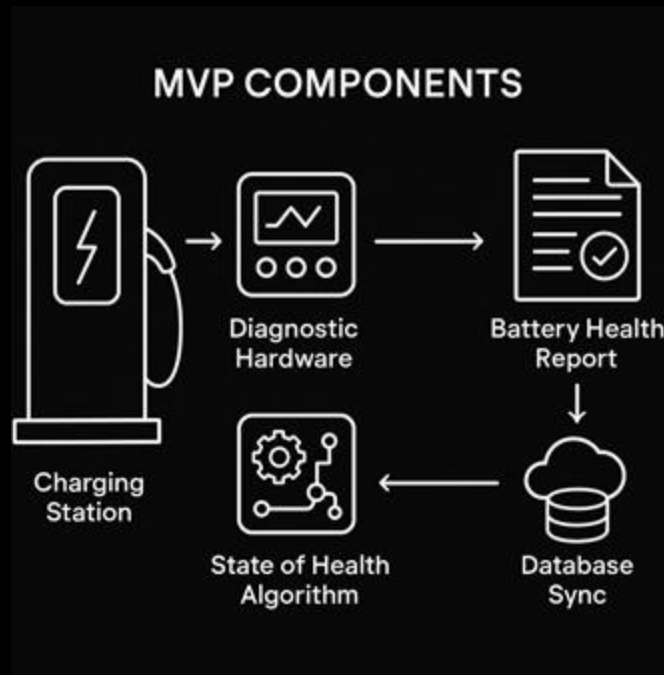 MVP COMPONENTS
Diagnostic
Hardware
Battery Health
Report
Charging
Station
State of Health
Algorithm
Database
Sync